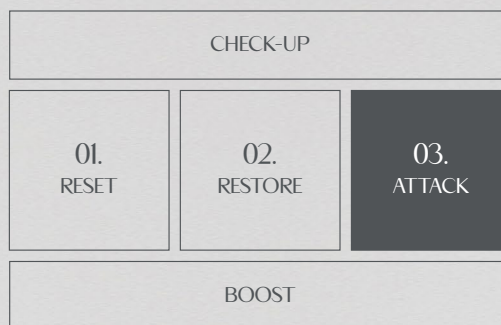 CHECK-UP
01.
RESET
02.
RESTORE
03.
ATTACK
BOOST